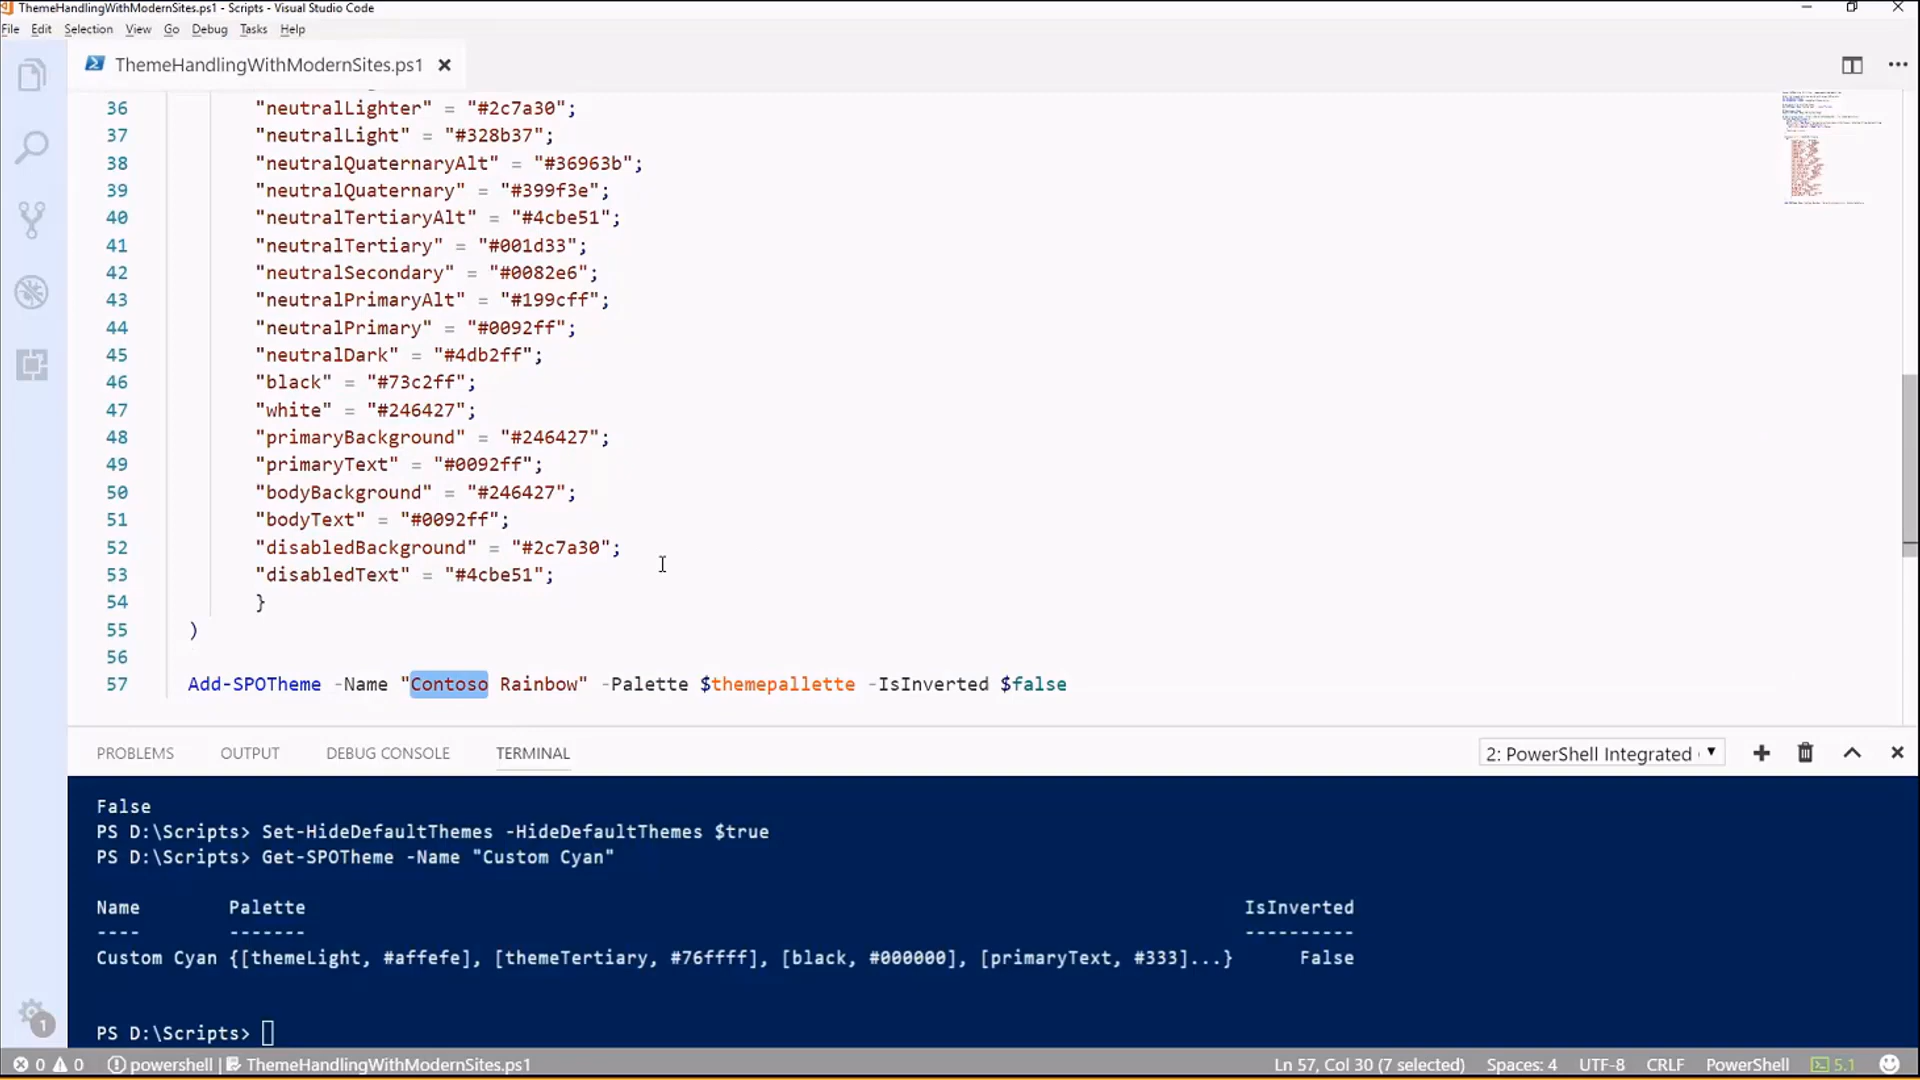 ThemeHandlingWithModernSites.ps1 - Scripts - Visual Studio Code
File Edit Selection View Go Debug Tasks Help
ThemeHandlingWithModernSites.ps1
36 "neutralLighter" = "#2c7a30";
37 "neutralLight" = "#328b37";
38 "neutralQuaternaryAlt" = "#36963b";
39 "neutralQuaternary" = "#399f3e";
40 "neutralTertiaryAlt" = "#4cbe51";
41 "neutralTertiary" = "#001d33";
42 "neutralSecondary" = "#0082e6";
43 "neutralPrimaryAlt" = "#199cff";
44 "neutralPrimary" = "#0092ff";
45 "neutralDark" = "#4db2ff";
46 "black" = "#73c2ff";
47 "white" = "#246427";
48 "primaryBackground" = "#246427";
49 "primaryText" = "#0092ff";
50 "bodyBackground" = "#246427";
51 "bodyText" = "#0092ff";
52 "disabledBackground" = "#2c7a30";
53 "disabledText" = "#4cbe51";
54 }
55 )
56
57 Add-SPOTheme -Name "Contoso Rainbow" -Palette $themepallette -IsInverted $false
PROBLEMS OUTPUT DEBUG CONSOLE TERMINAL 2: PowerShell Integrated
False
PS D:\Scripts> Set-HideDefaultThemes -HideDefaultThemes $true
PS D:\Scripts> Get-SPOTheme -Name "Custom Cyan"
Name Palette IsInverted
---- ------- ----------
Custom Cyan {[themeLight, #affefe], [themeTertiary, #76ffff], [black, #000000], [primaryText, #333]...} False
PS D:\Scripts>
1
0 0 powershell | ThemeHandlingWithModernSites.ps1 Ln 57, Col 30 (7 selected) Spaces: 4 UTF-8 CRLF PowerShell 5.1